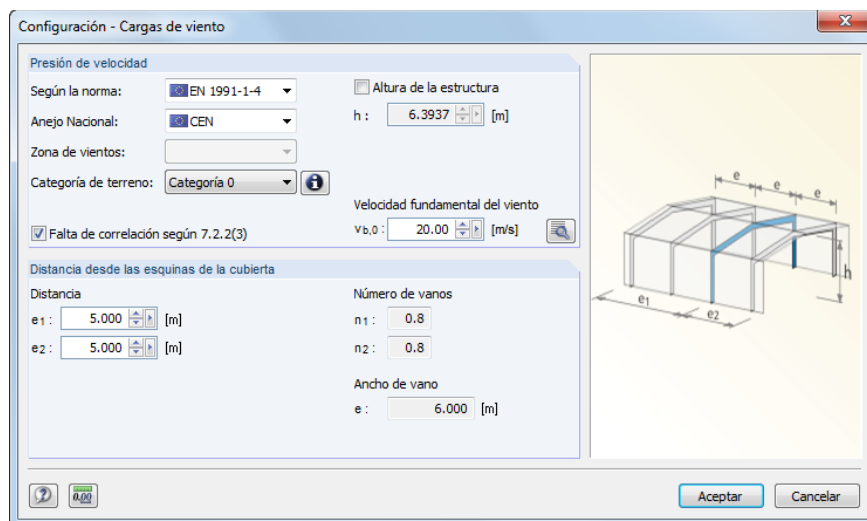 Configuración - Cargas de viento
Presión de velocidad
Según la norma: EN 1991-1-4
Anejo Nacional: CEN
Zona de vientos:
Categoría de terreno: Categoría 0
Falta de correlación según 7.2.2(3)
Altura de la estructura
h : 6.3937 [m]
Velocidad fundamental del viento
vb,0 : 20.00 [m/s]
Distancia desde las esquinas de la cubierta
Distancia
e1 : 5.000 [m]
e2 : 5.000 [m]
Número de vanos
n1 : 0.8
n2 : 0.8
Ancho de vano
e : 6.000 [m]
e
e
e
h
e1
e2
0.00
Aceptar
Cancelar